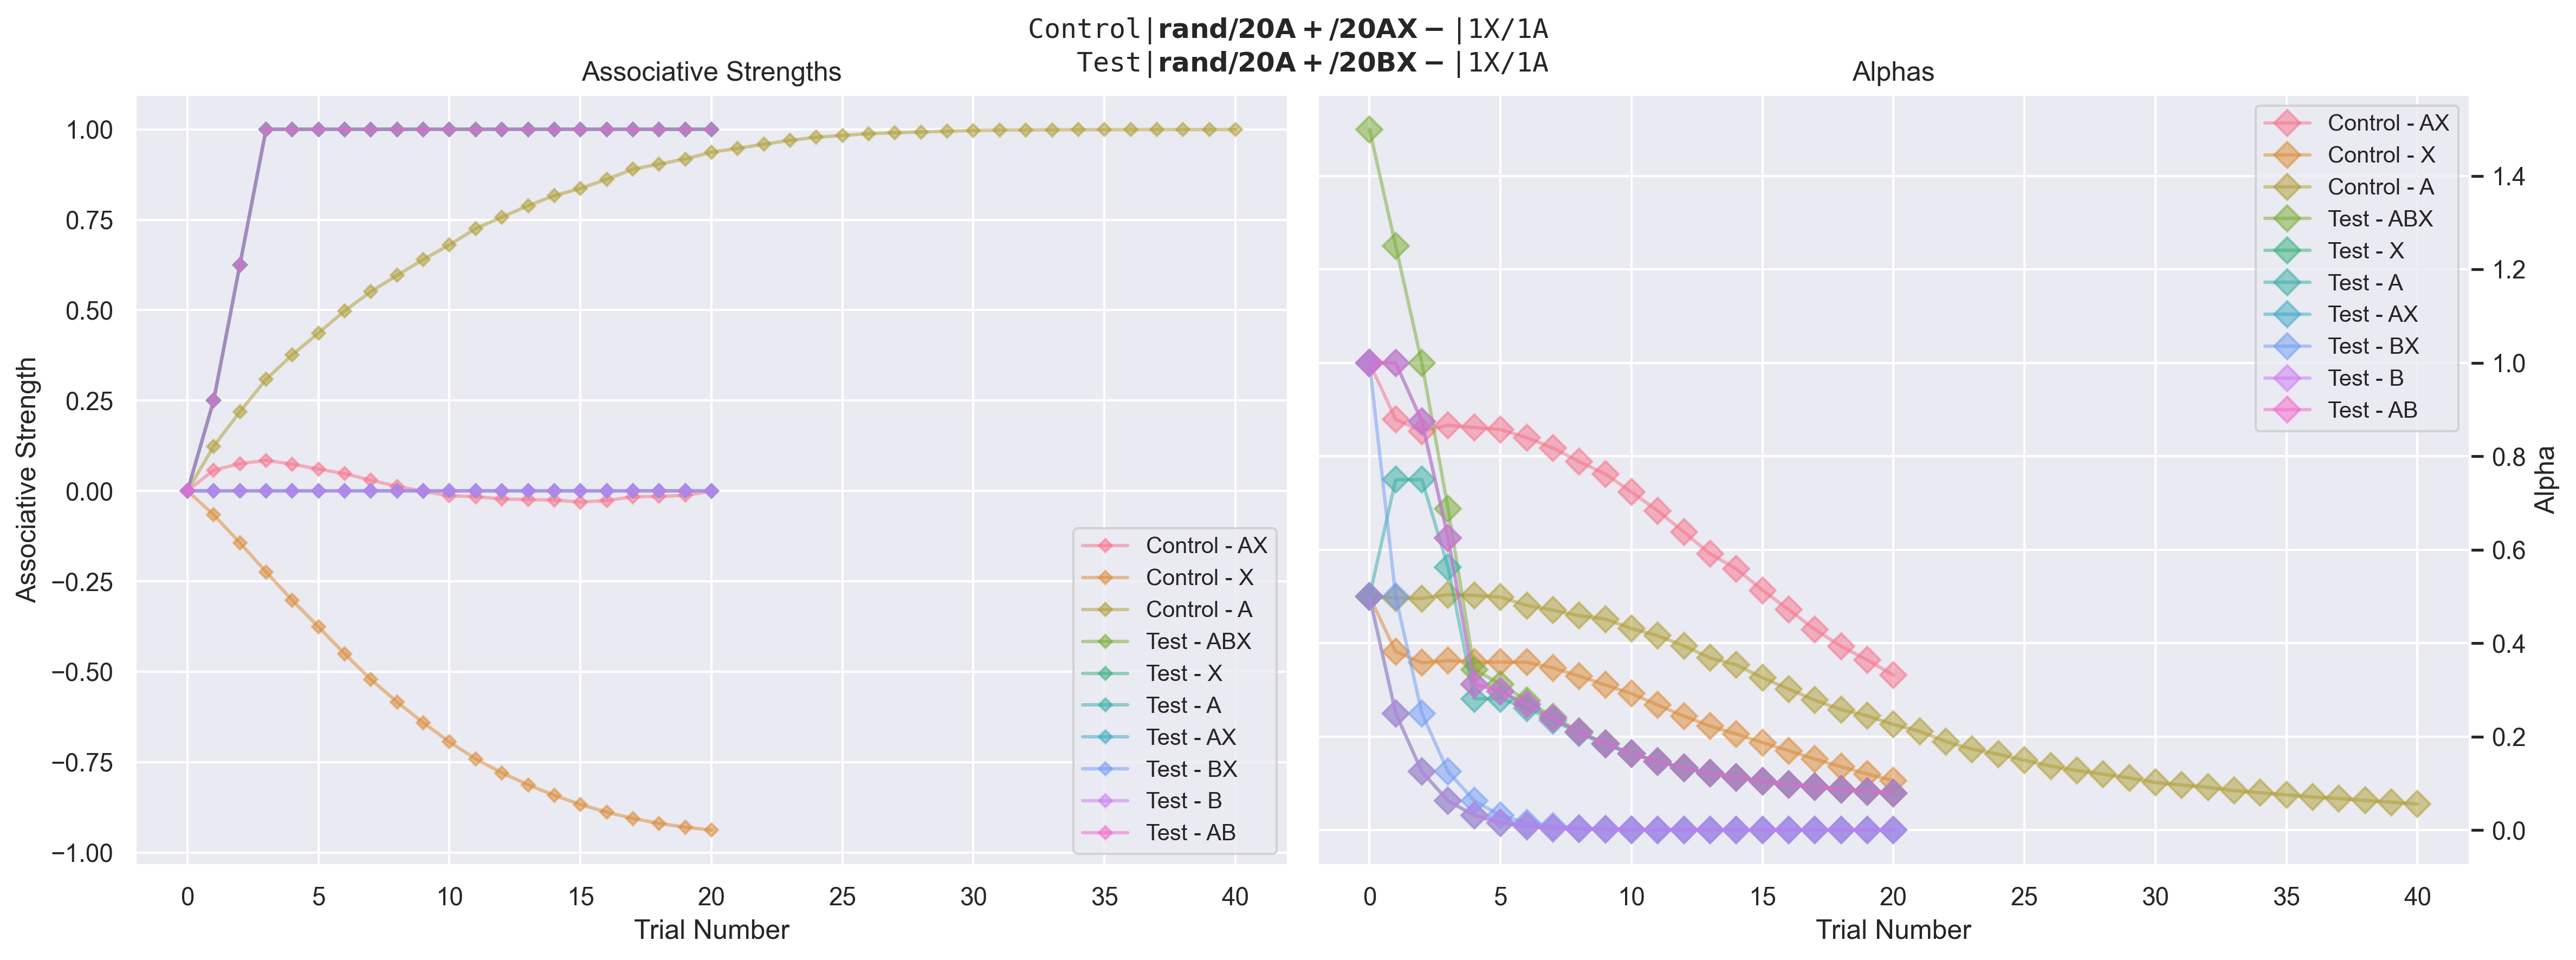 Control|rand/20A + /20AX − |1X/1A
Test|rand/20A + /20BX − |1X/1A
Associative Strengths
Associative Strength
1.00
0.75
0.50
0.25
0.00
−0.25
−0.50
−0.75
−1.00
0 5 10 15 20 25 30 35 40
Trial Number
Control - AX
Control - X
Control - A
Test - ABX
Test - X
Test - A
Test - AX
Test - BX
Test - B
Test - AB
Alphas
Control - AX
Control - X
Control - A
Test - ABX
Test - X
Test - A
Test - AX
Test - BX
Test - B
Test - AB
1.4
1.2
1.0
0.8
0.6
0.4
0.2
0.0
Alpha
0 5 10 15 20 25 30 35 40
Trial Number